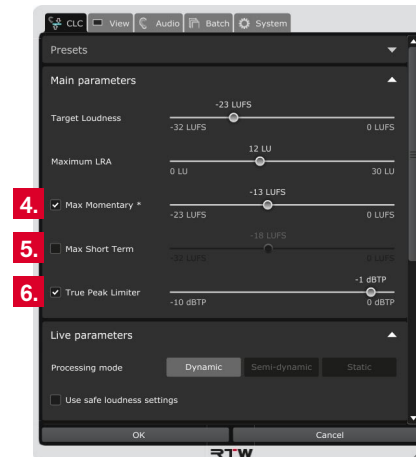 CLC View Audio Batch System
Presets
Main parameters
-23 LUFS
Target Loudness
-32 LUFS 0 LUFS
12 LU
Maximum LRA
0 LU 30 LU
-13 LUFS
4. Max Momentary *
-23 LUFS 0 LUFS
-18 LUFS
5. Max Short Term
-32 LUFS 0 LUFS
-1 dBTP
6. True Peak Limiter
-10 dBTP 0 dBTP
Live parameters
Processing mode Dynamic Semi-dynamic Static
Use safe loudness settings
OK Cancel
RTW